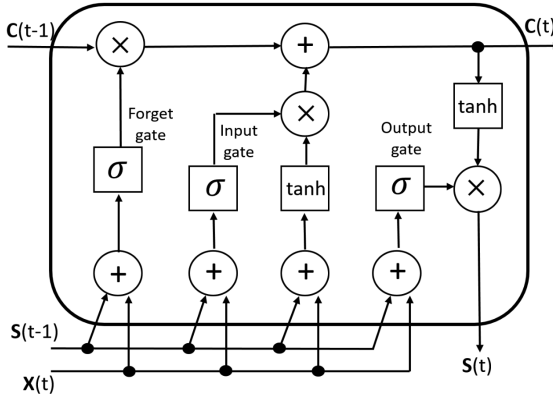 C(t-1)
C(t)
×
+
tanh
Forget
gate
Input
gate
×
Output
gate
σ
σ
tanh
σ
×
+
+
+
+
S(t-1)
S(t)
X(t)